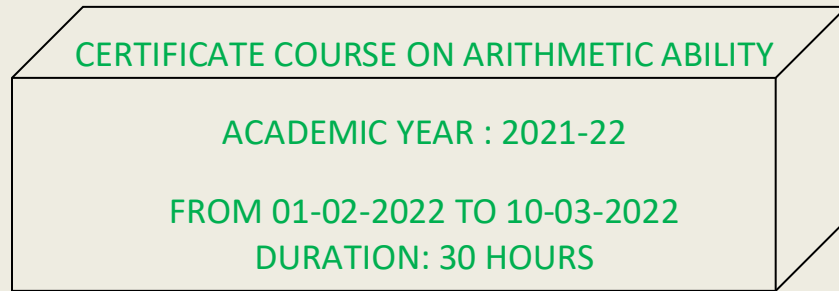 CERTIFICATE COURSE ON ARITHMETIC ABILITY
ACADEMIC YEAR : 2021-22
FROM 01-02-2022 TO 10-03-2022
DURATION: 30 HOURS